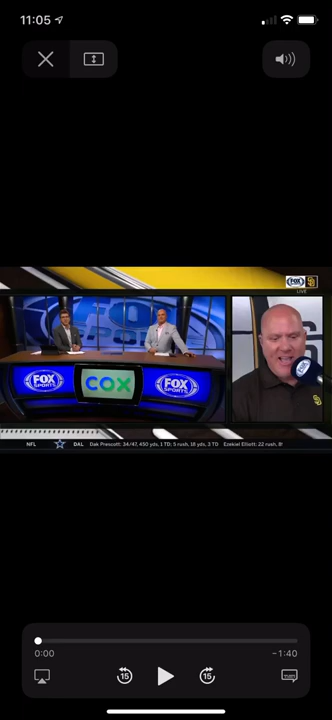 11:05
FOX SPORTS
LIVE
FOX SPORTS
COX
FOX SPORTS
NFL DAL Dak Prescott: 34/47, 450 yds, 1 TD; 5 rush, 18 yds, 3 TD Ezekiel Elliott: 22 rush, 8
0:00
-1:40
15
15